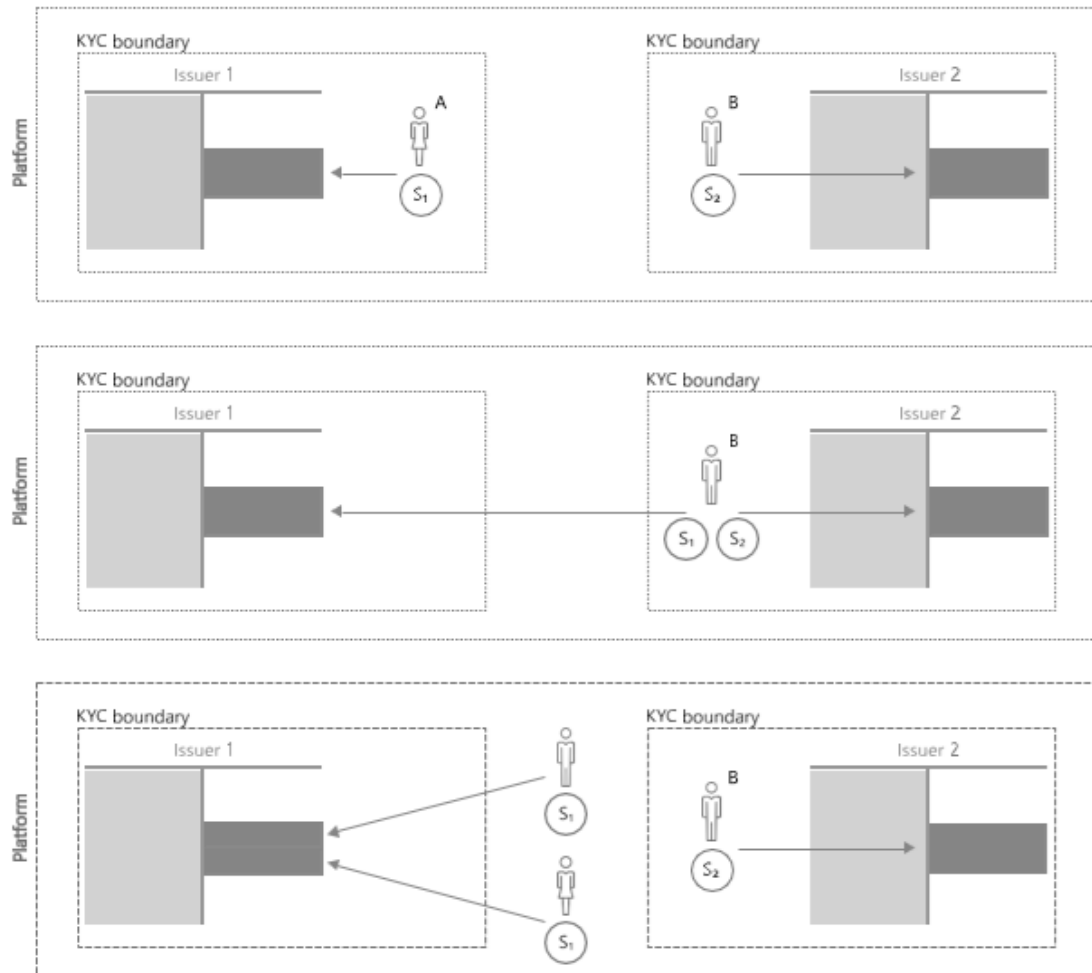 Platform
KYC boundary
Issuer 1
A
S₁
KYC boundary
Issuer 2
B
S₂
Platform
KYC boundary
Issuer 1
KYC boundary
Issuer 2
B
S₁ S₂
Platform
KYC boundary
Issuer 1
S₁
S₁
KYC boundary
Issuer 2
B
S₂